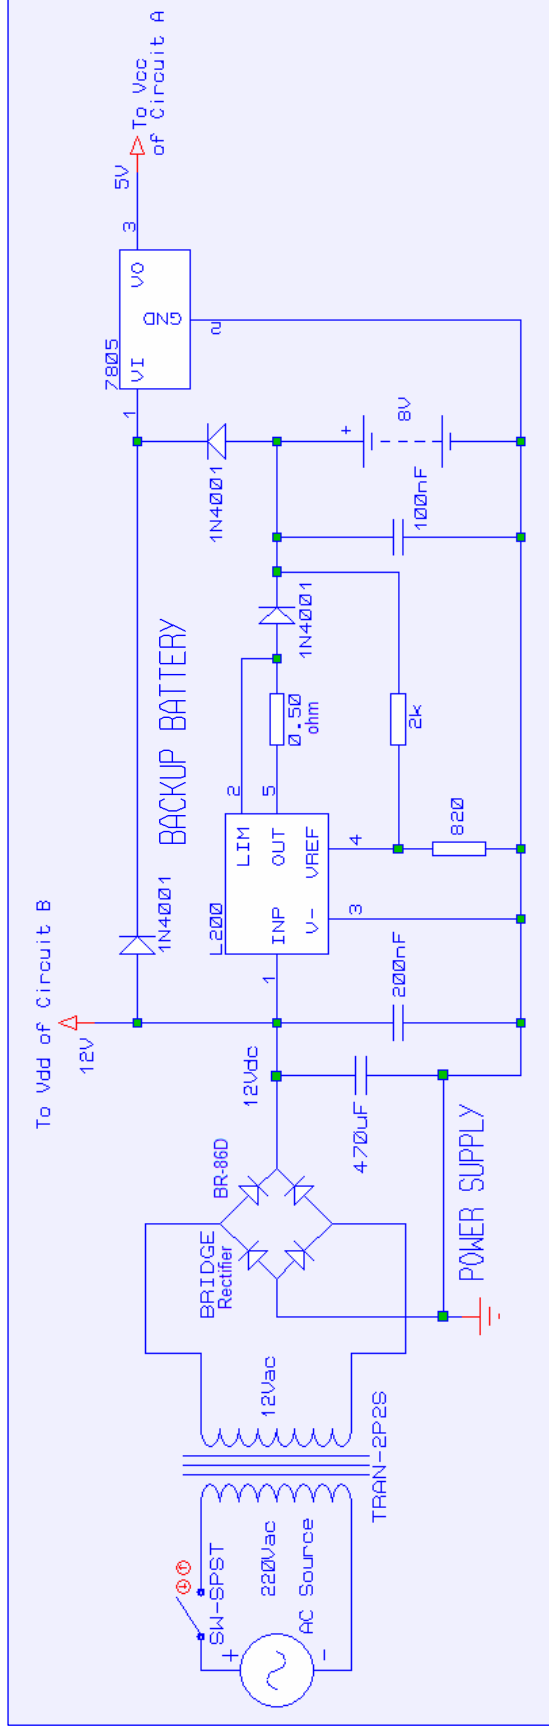 SW-SPST
+
220Vac
AC Source
-
12Vac
TRAN-2P2S
BRIDGE
Rectifier
BR-86D
POWER SUPPLY
470uF
12Vdc
To Vdd of Circuit B
12V
200nF
1N4001
BACKUP BATTERY
L200
1
INP
V-
3
LIM
OUT
VREF
2
5
4
820
0.50
ohm
2k
1N4001
1N4001
100nF
+
8V
7805
1
VI
GND
2
VO
3
5V
To Vcc
of Circuit A